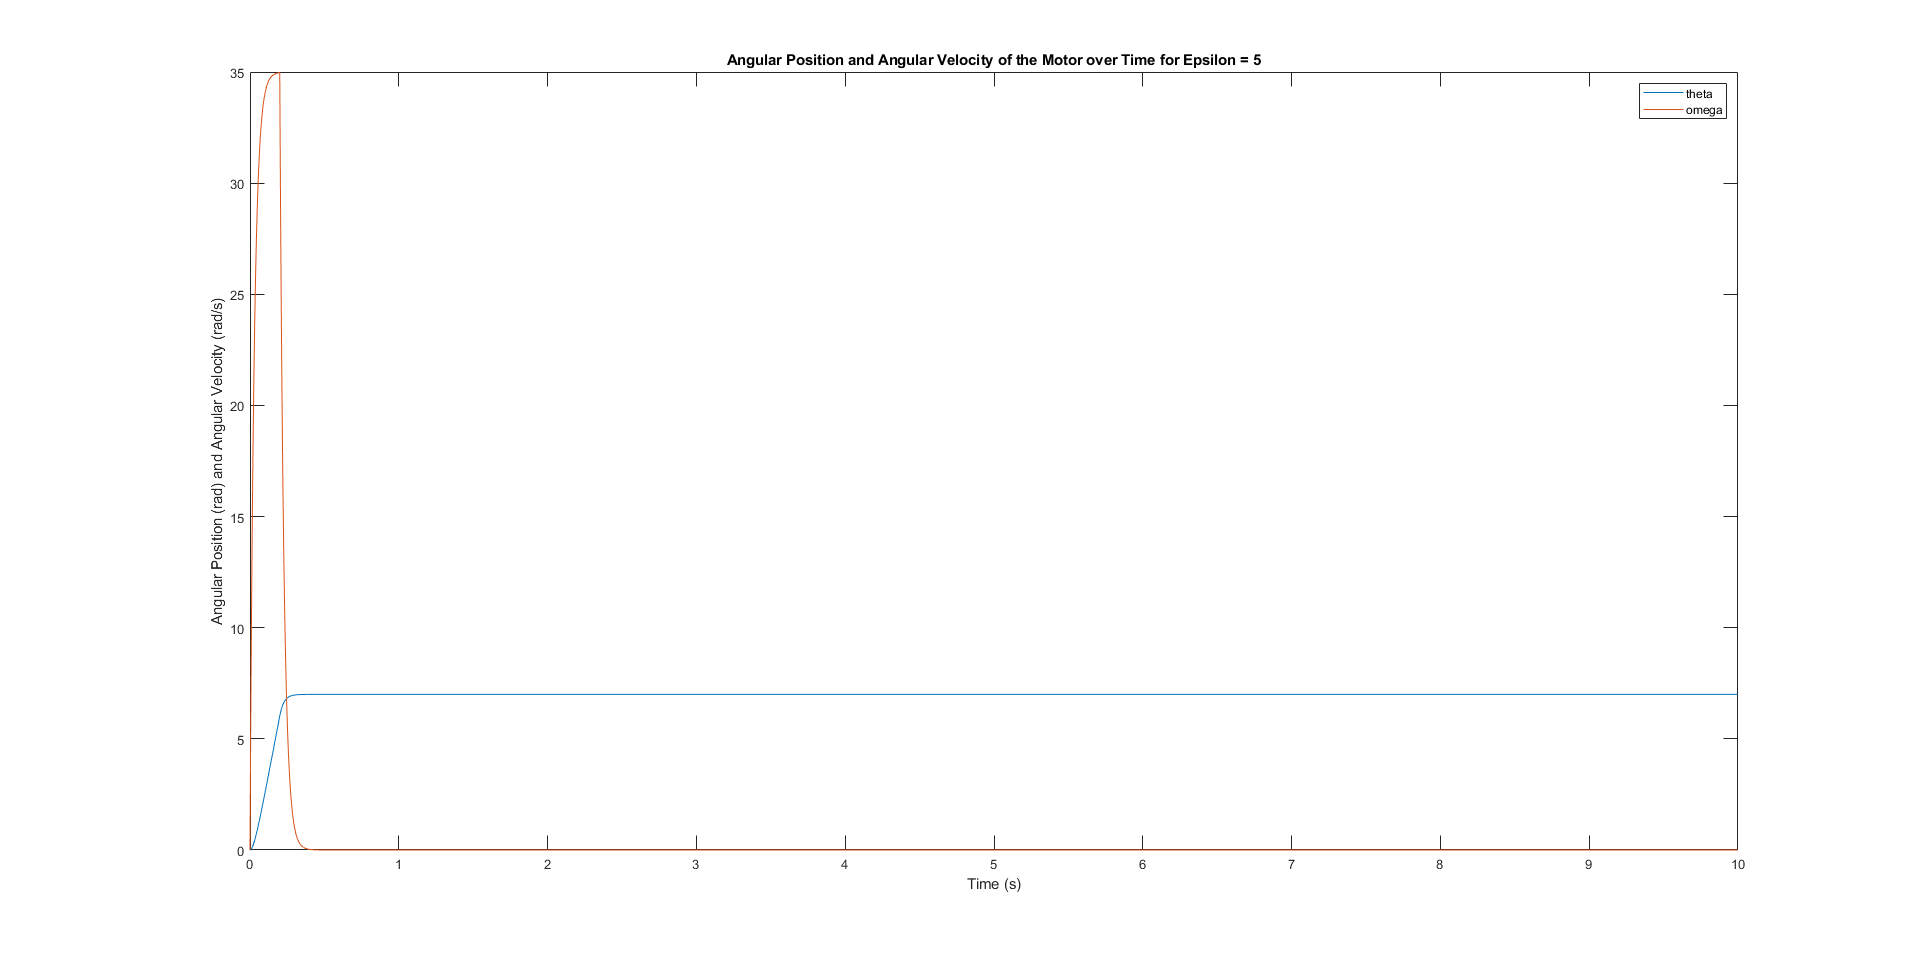 Angular Position and Angular Velocity of the Motor over Time for Epsilon = 5
theta
omega
Angular Position (rad) and Angular Velocity (rad/s)
35
30
25
20
15
10
5
0
0 1 2 3 4 5 6 7 8 9 10
Time (s)